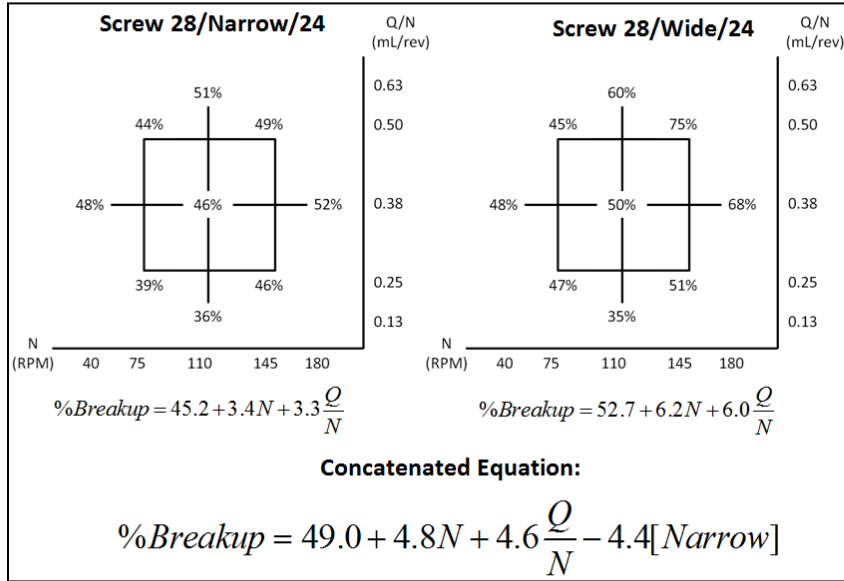 Screw 28/Narrow/24
Q/N
(mL/rev)
51%
0.63
44%
49%
0.50
48%
46%
52%
0.38
39%
46%
0.25
36%
0.13
N
(RPM)
40
75
110
145
180
%Breakup = 45.2 + 3.4N + 3.3 Q/N
Screw 28/Wide/24
Q/N
(mL/rev)
60%
0.63
45%
75%
0.50
48%
50%
68%
0.38
47%
51%
0.25
35%
0.13
N
(RPM)
40
75
110
145
180
%Breakup = 52.7 + 6.2N + 6.0 Q/N
Concatenated Equation:
%Breakup = 49.0 + 4.8N + 4.6 Q/N − 4.4[Narrow]